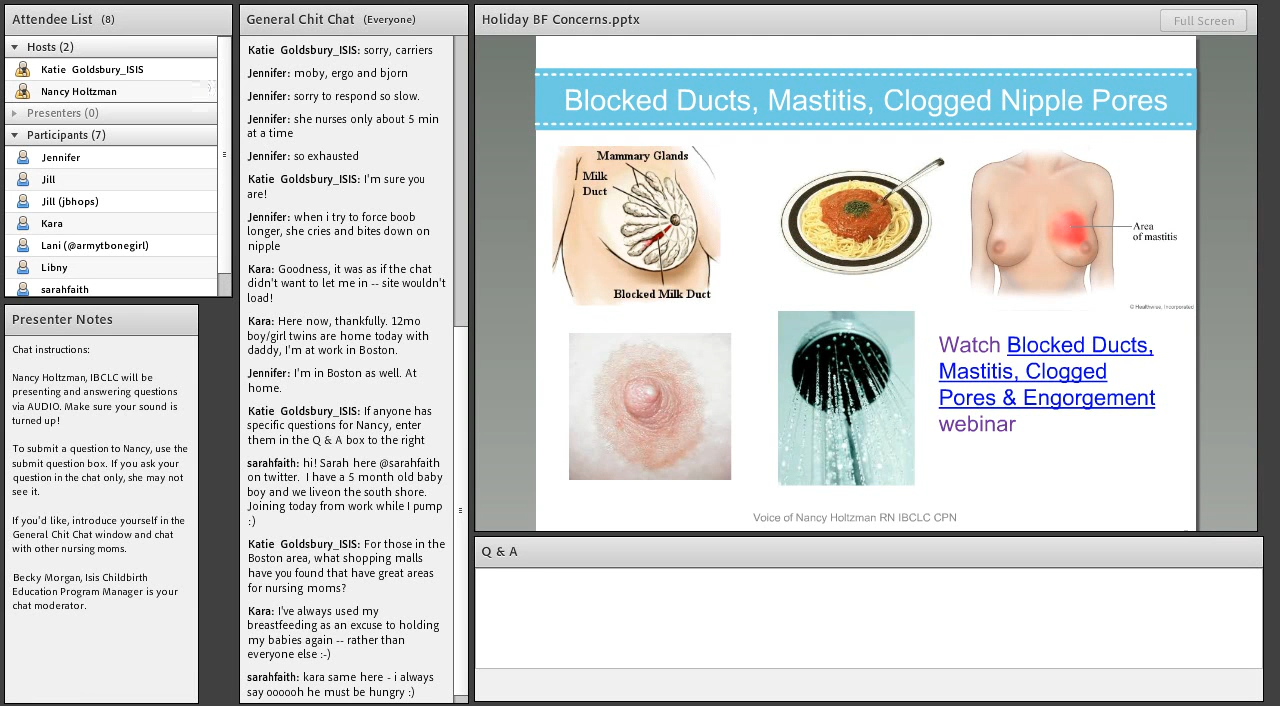 Attendee List (8)
Hosts (2)
Katie Goldsbury_ISIS
Nancy Holtzman
Presenters (0)
Participants (7)
Jennifer
Jill
Jill (jbhops)
Kara
Lani (@armytbonegirl)
Libny
sarahfaith
Presenter Notes
Chat instructions:
Nancy Holtzman, IBCLC will be
presenting and answering questions
via AUDIO. Make sure your sound is
turned up!
To submit a question to Nancy, use the
submit question box. If you ask your
question in the chat only, she may not
see it.
If you'd like, introduce yourself in the
General Chit Chat window and chat
with other nursing moms.
Becky Morgan, Isis Childbirth
Education Program Manager is your
chat moderator.
General Chit Chat (Everyone)
Katie Goldsbury_ISIS: sorry, carriers
Jennifer: moby, ergo and bjorn
Jennifer: sorry to respond so slow.
Jennifer: she nurses only about 5 min
at a time
Jennifer: so exhausted
Katie Goldsbury_ISIS: I'm sure you
are!
Jennifer: when i try to force boob
longer, she cries and bites down on
nipple
Kara: Goodness, it was as if the chat
didn't want to let me in -- site wouldn't
load!
Kara: Here now, thankfully. 12mo
boy/girl twins are home today with
daddy, I'm at work in Boston.
Jennifer: I'm in Boston as well. At
home.
Katie Goldsbury_ISIS: If anyone has
specific questions for Nancy, enter
them in the Q & A box to the right
sarahfaith: hi! Sarah here @sarahfaith
on twitter. I have a 5 month old baby
boy and we liveon the south shore.
Joining today from work while I pump
:)
Katie Goldsbury_ISIS: For those in the
Boston area, what shopping malls
have you found that have great areas
for nursing moms?
Kara: I've always used my
breastfeeding as an excuse to holding
my babies again -- rather than
everyone else :-)
sarahfaith: kara same here - i always
say oooooh he must be hungry :)
Holiday BF Concerns.pptx
Full Screen
Blocked Ducts, Mastitis, Clogged Nipple Pores
Mammary Glands
Milk
Duct
Blocked Milk Duct
Area
of mastitis
© Healthwise, Incorporated
Watch Blocked Ducts,
Mastitis, Clogged
Pores & Engorgement
webinar
Voice of Nancy Holtzman RN IBCLC CPN
Q & A